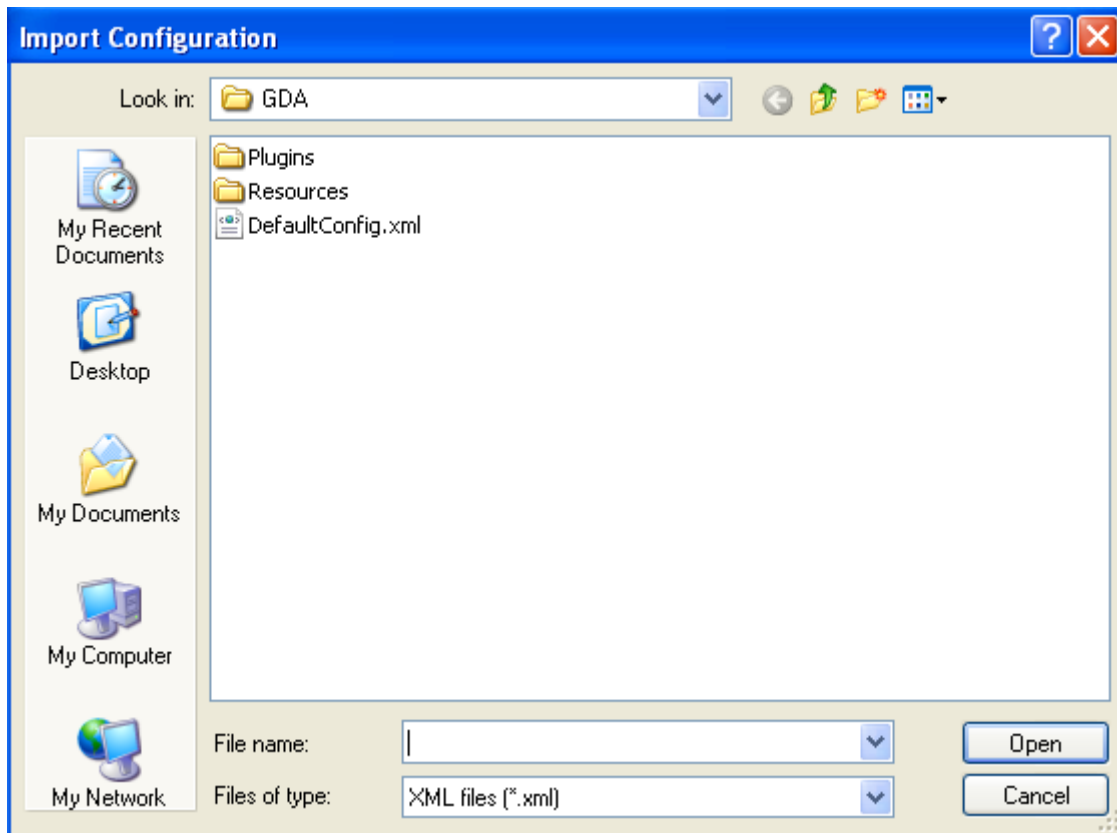 Import Configuration
Look in: GDA
Plugins
Resources
DefaultConfig.xml
My Recent
Documents
Desktop
My Documents
My Computer
My Network
File name:
Open
Files of type: XML files (*.xml)
Cancel